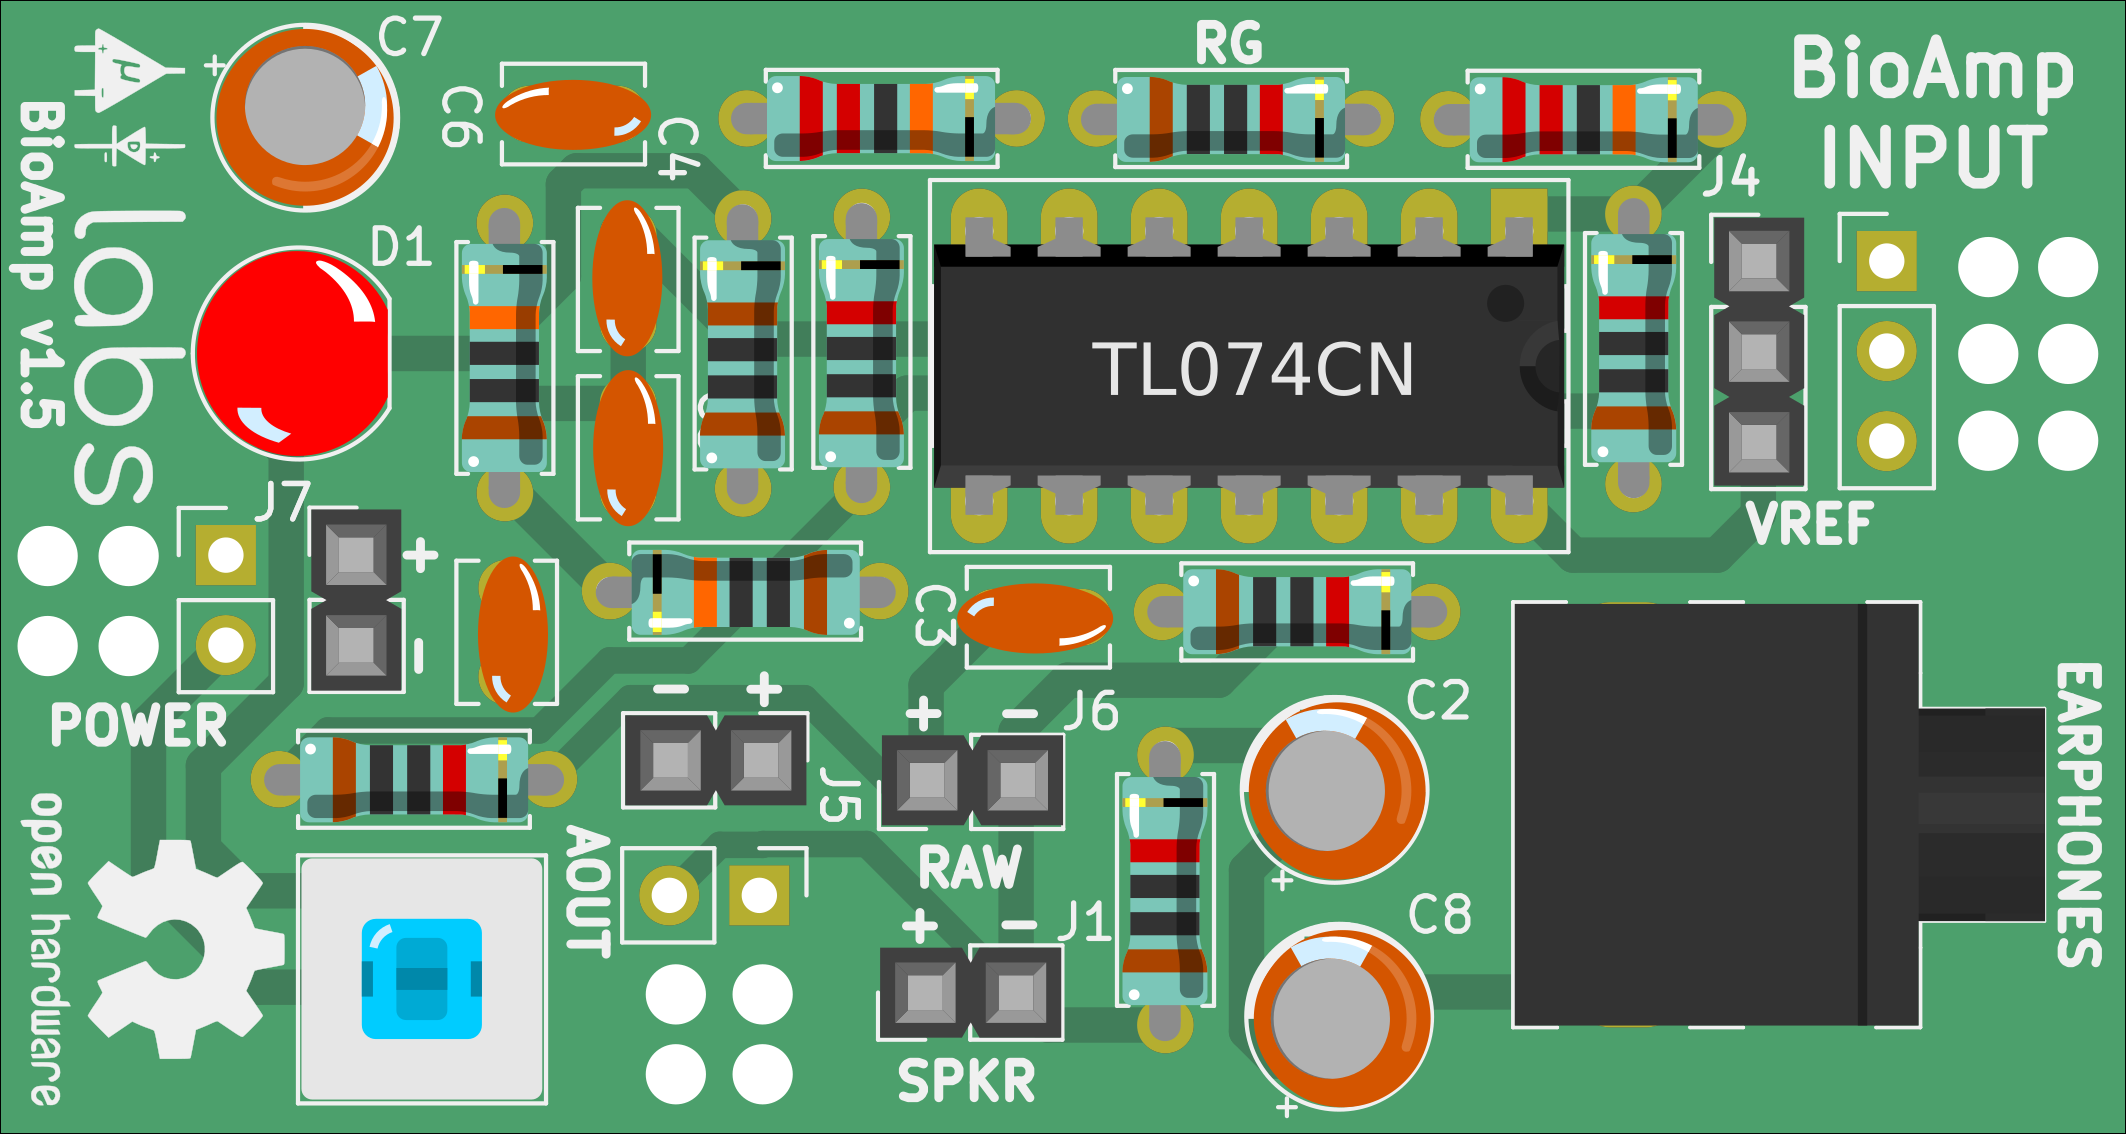 C7
RG
BioAmp
INPUT
C6
C4
J4
BioAmp v1.5
μ
D
labs
D1
TL074CN
J7
VREF
+
-
C3
POWER
- +
+ -
J6
C2
EARPHONES
J5
RAW
open hardware
AOUT
+ -
J1
C8
SPKR